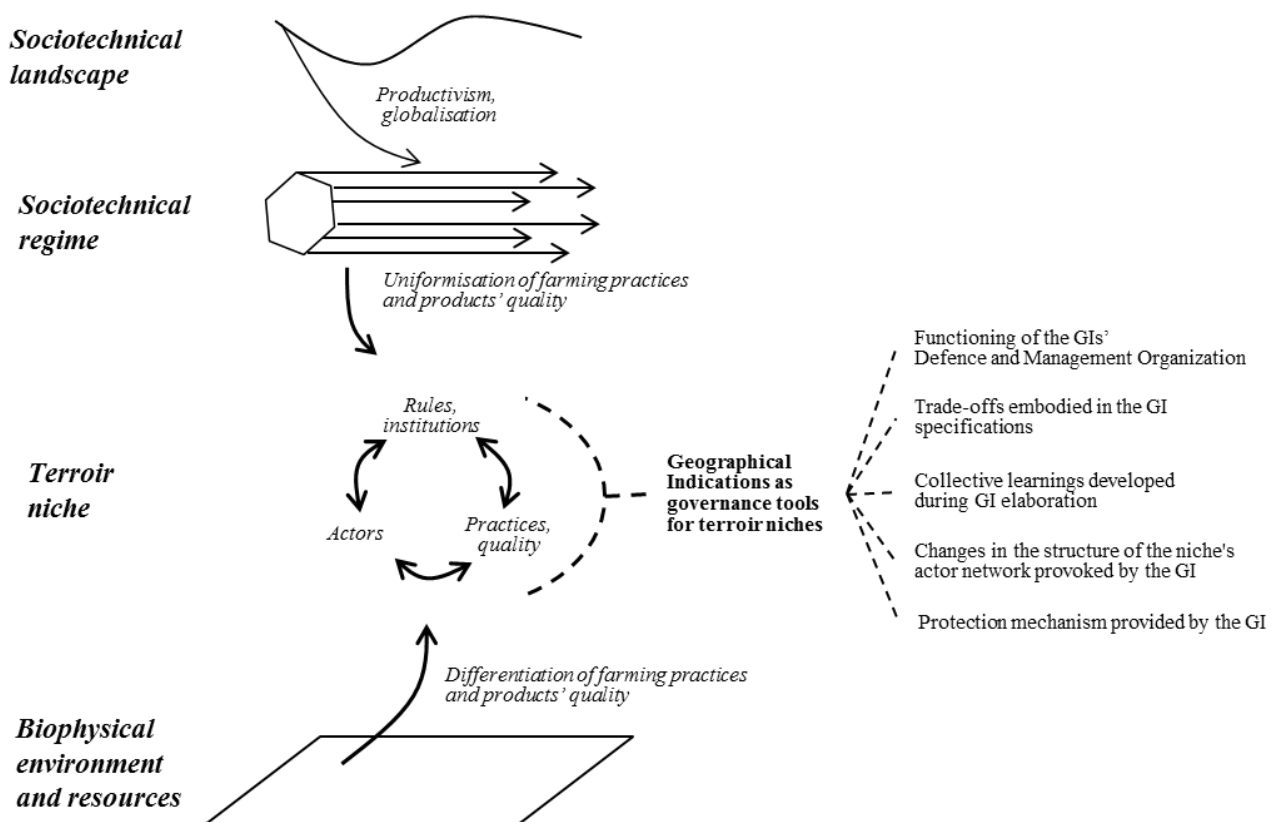 Sociotechnical
landscape
Productivism,
globalisation
Sociotechnical
regime
Uniformisation of farming practices
and products’ quality
Terroir
niche
Rules,
institutions
Actors
Practices,
quality
Geographical
Indications as
governance tools
for terroir niches
Functioning of the GIs’
Defence and Management Organization
Trade-offs embodied in the GI
specifications
Collective learnings developed
during GI elaboration
Changes in the structure of the niche's
actor network provoked by the GI
Protection mechanism provided by the GI
Differentiation of farming practices
and products’ quality
Biophysical
environment
and resources